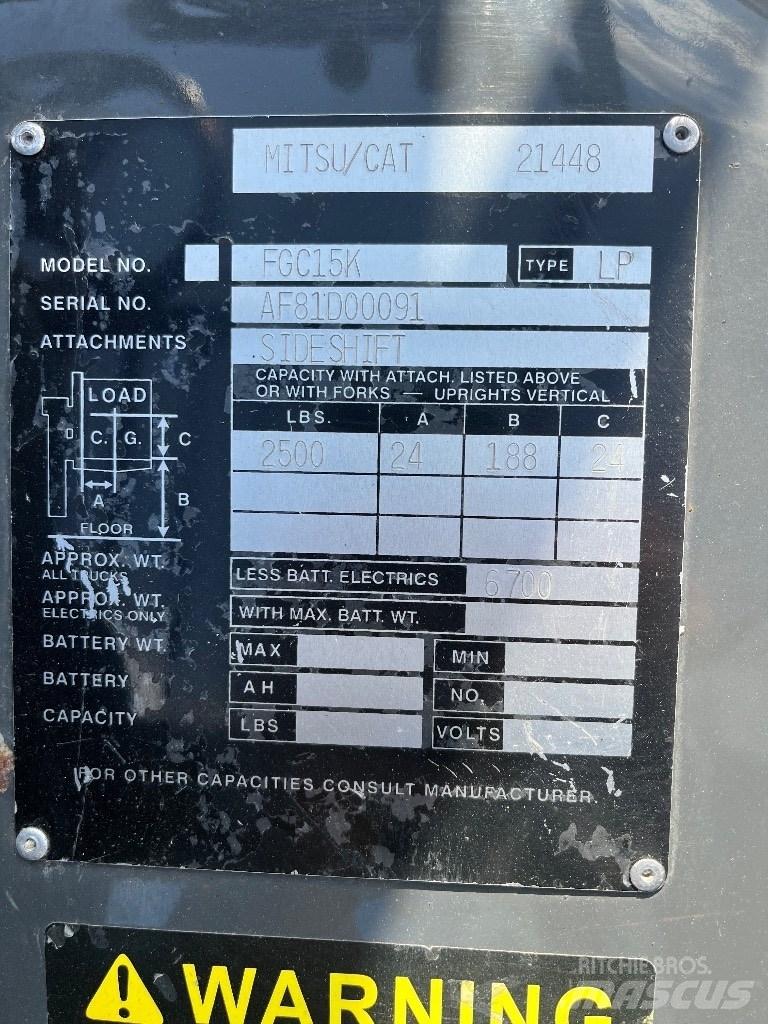 MITSU/CAT 21448
MODEL NO. FGC15K TYPE LP
SERIAL NO. AF81D00091
ATTACHMENTS SIDESHIFT
CAPACITY WITH ATTACH. LISTED ABOVE
OR WITH FORKS — UPRIGHTS VERTICAL
LBS. A B C
2500 24 188 24
LOAD
C. G. C
A B
FLOOR
APPROX. WT.
ALL TRUCKS
LESS BATT. ELECTRICS 6700
APPROX. WT.
ELECTRICS ONLY
WITH MAX. BATT. WT.
BATTERY WT. MAX MIN
BATTERY AH NO.
CAPACITY LBS VOLTS
FOR OTHER CAPACITIES CONSULT MANUFACTURER.
WARNING
RITCHIE BROS.
MASCUS